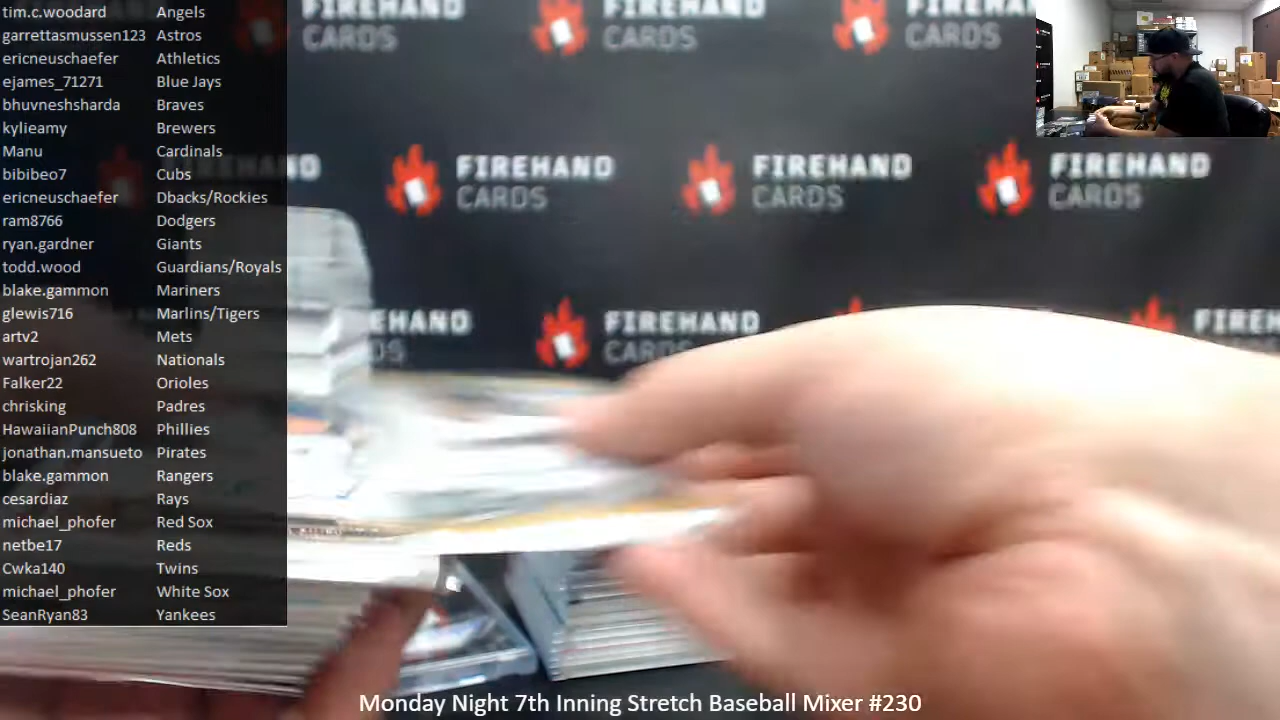 tim.c.woodard Angels
garrettasmussen123 Astros
ericneuschaefer Athletics
ejames_71271 Blue Jays
bhuvneshsharda Braves
kylieamy Brewers
Manu Cardinals
bibibeo7 Cubs
ericneuschaefer Dbacks/Rockies
ram8766 Dodgers
ryan.gardner Giants
todd.wood Guardians/Royals
blake.gammon Mariners
glewis716 Marlins/Tigers
artv2 Mets
wartrojan262 Nationals
Falker22 Orioles
chrisking Padres
HawaiianPunch808 Phillies
jonathan.mansueto Pirates
blake.gammon Rangers
cesardiaz Rays
michael_phofer Red Sox
netbe17 Reds
Cwka140 Twins
michael_phofer White Sox
SeanRyan83 Yankees
FIREHAND
CARDS
FIREHAND
CARDS
FIREHAND
CARDS
FIREHAND
CARDS
FIREHAND
CARDS
FIREHAND
CARDS
FIREHAND
CARDS
Monday Night 7th Inning Stretch Baseball Mixer #230